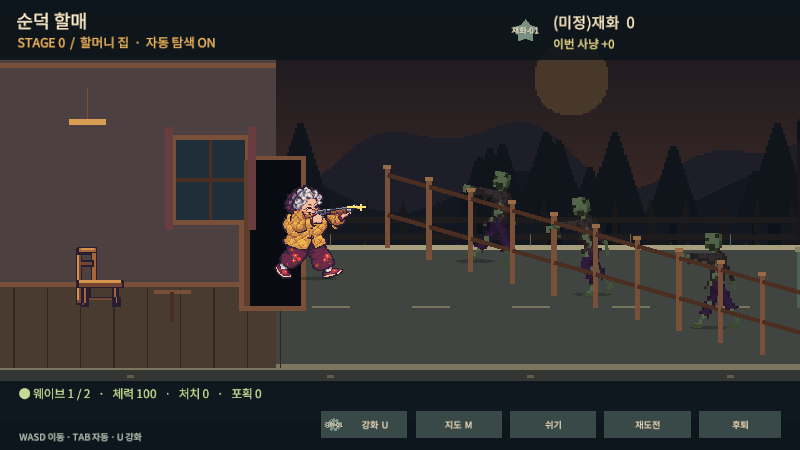 순덕 할매
STAGE 0 / 할머니 집 · 자동 탐색 ON
재화-01
(미정)재화 0
이번 사냥 +0
웨이브 1 / 2 · 체력 100 · 처치 0 · 포획 0
WASD 이동 · TAB 자동 · U 강화
강화 U
지도 M
쉬기
재도전
후퇴